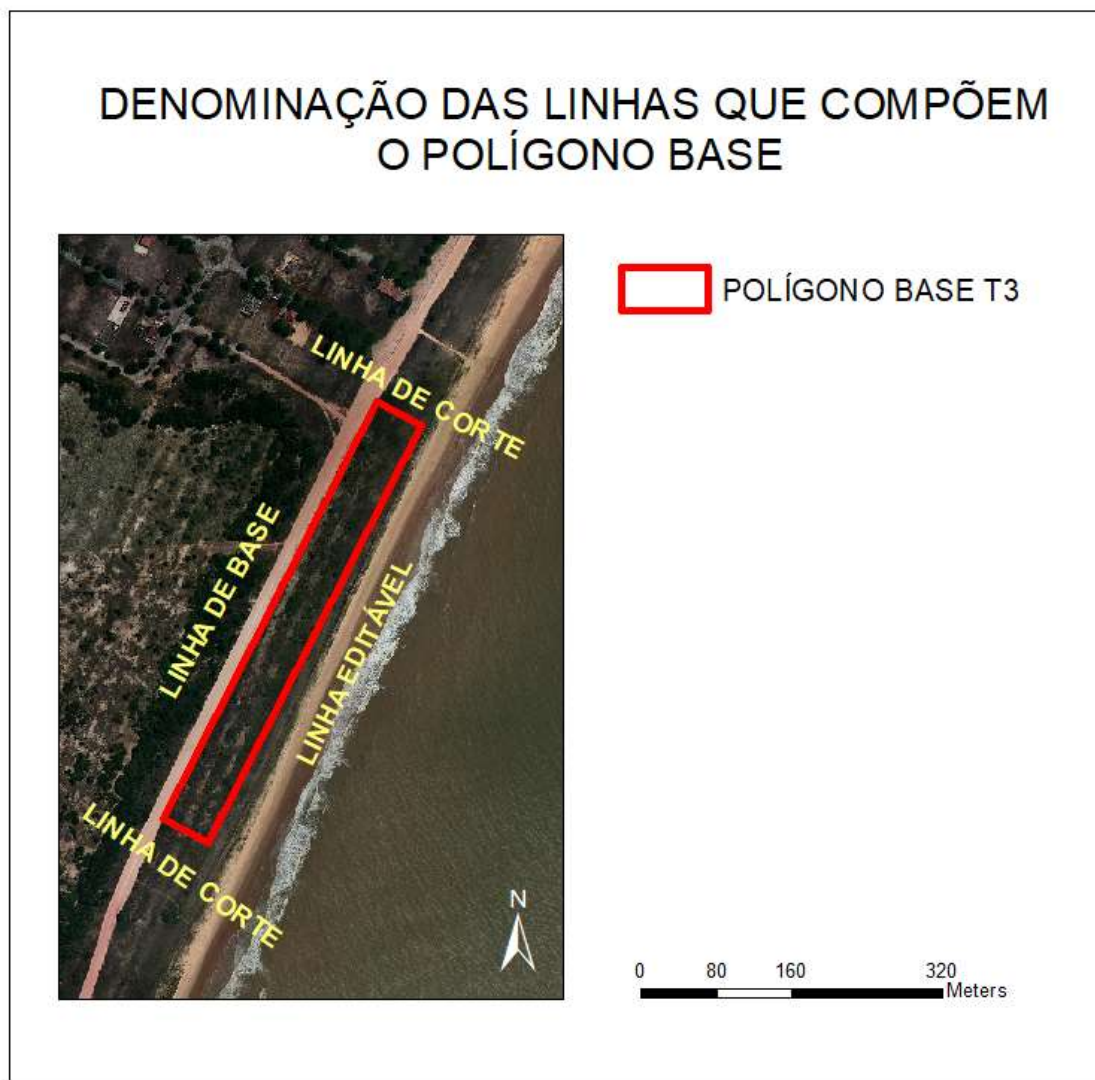 DENOMINAÇÃO DAS LINHAS QUE COMPÕEM
O POLÍGONO BASE
POLÍGONO BASE T3
LINHA DE CORTE
LINHA DE BASE
LINHA EDITÁVEL
LINHA DE CORTE
N
0 80 160 320
Meters